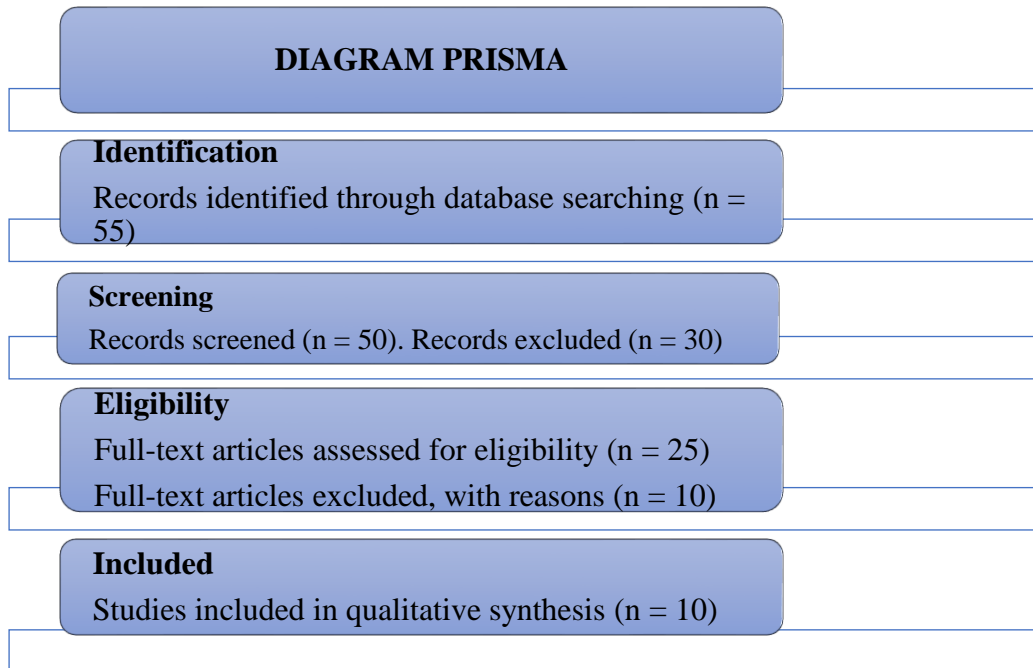 DIAGRAM PRISMA
Identification
Records identified through database searching (n =
55)
Screening
Records screened (n = 50). Records excluded (n = 30)
Eligibility
Full-text articles assessed for eligibility (n = 25)
Full-text articles excluded, with reasons (n = 10)
Included
Studies included in qualitative synthesis (n = 10)